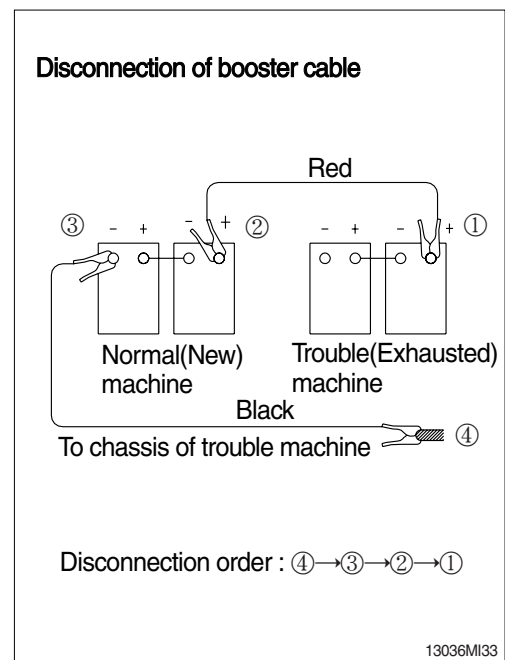 Disconnection of booster cable
Red
③ - + - + ② - + - + ①
Normal(New)
machine
Trouble(Exhausted)
machine
Black
To chassis of trouble machine ④
Disconnection order : ④→③→②→①
13036MI33